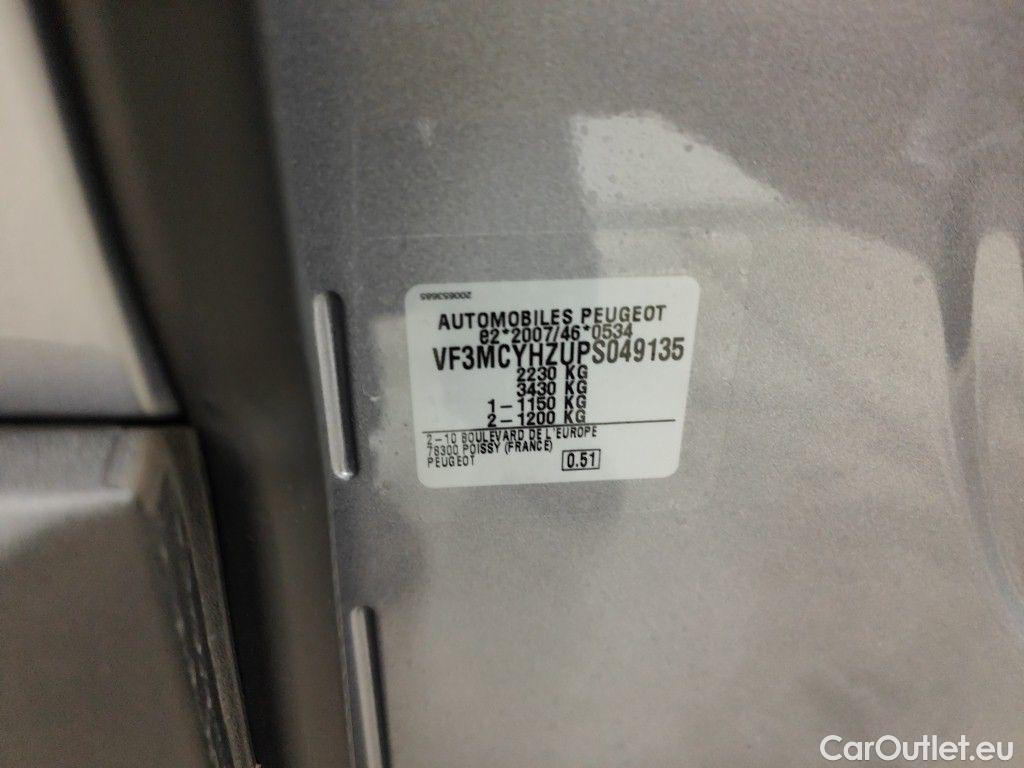 200653685
AUTOMOBILES PEUGEOT
e2*2007/46*0534
VF3MCYHZUPS049135
2230 KG
3430 KG
1-1150 KG
2-1200 KG
2-10 BOULEVARD DE L'EUROPE
78300 POISSY (FRANCE)
PEUGEOT
0.51
CarOutlet.eu